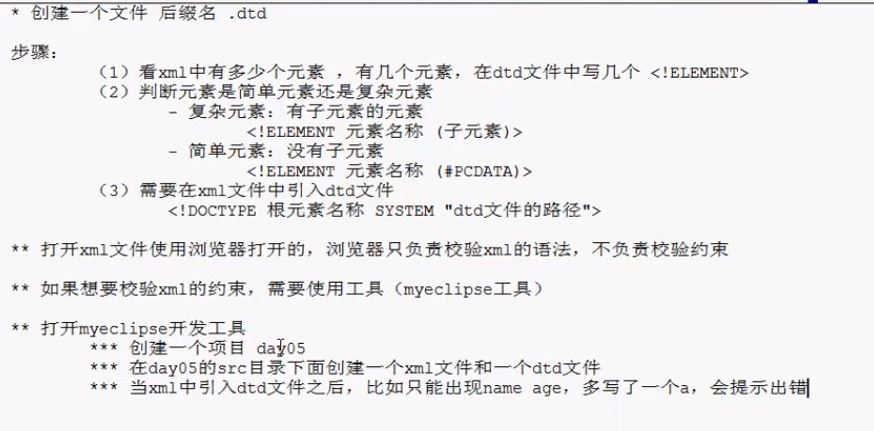 * 创建一个文件 后缀名 .dtd
步骤：
（1）看xml中有多少个元素 ，有几个元素，在dtd文件中写几个 <!ELEMENT>
（2）判断元素是简单元素还是复杂元素
- 复杂元素：有子元素的元素
<!ELEMENT 元素名称 (子元素)>
- 简单元素：没有子元素
<!ELEMENT 元素名称 (#PCDATA)>
（3）需要在xml文件中引入dtd文件
<!DOCTYPE 根元素名称 SYSTEM "dtd文件的路径">
** 打开xml文件使用浏览器打开的，浏览器只负责校验xml的语法，不负责校验约束
** 如果想要校验xml的约束，需要使用工具（myeclipse工具）
** 打开myeclipse开发工具
*** 创建一个项目 day05
*** 在day05的src目录下面创建一个xml文件和一个dtd文件
*** 当xml中引入dtd文件之后，比如只能出现name age，多写了一个a，会提示出错